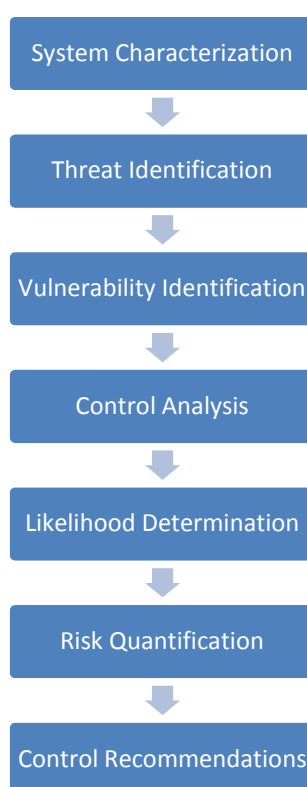 System Characterization
Threat Identification
Vulnerability Identification
Control Analysis
Likelihood Determination
Risk Quantification
Control Recommendations